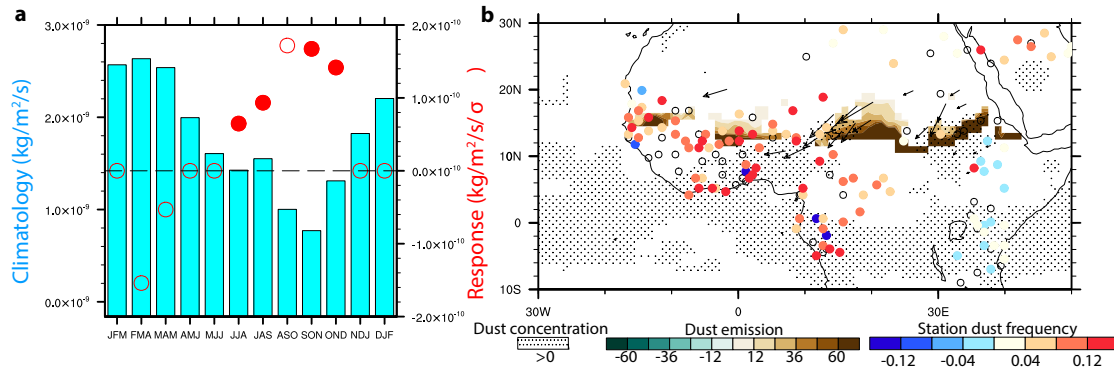 a
b
Climatology (kg/m²/s)
3.0×10⁻⁹
1.0×10⁻⁹
0.0×10⁻⁹
2.0×10⁻¹⁰
1.0×10⁻¹⁰
0.0×10⁻¹⁰
-1.0×10⁻¹⁰
-2.0×10⁻¹⁰
Response (kg/m²/s/ σ )
JFM FMA MAM AMJ MJJ JJA JAS ASO SON OND NDJ DJF
30N
20N
10N
0
10S
30W 0 30E
Dust concentration
>0
Dust emission
-60 -36 -12 12 36 60
Station dust frequency
-0.12 -0.04 0.04 0.12